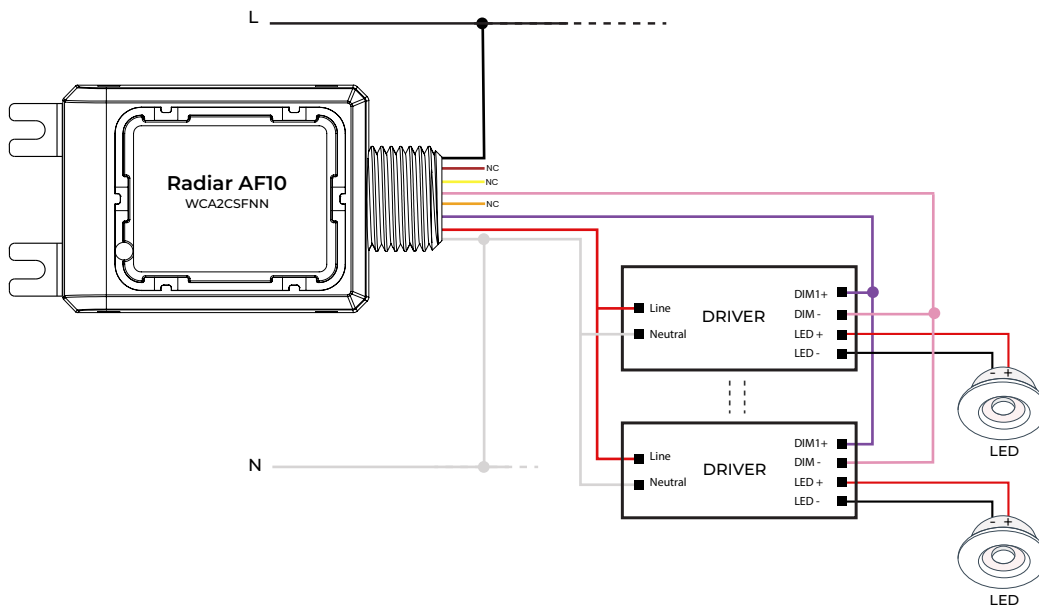 L
Radiar AF10
WCA2CSFNN
NC
NC
NC
Line
Neutral
DRIVER
DIM1+
DIM -
LED +
LED -
- +
LED
N
Line
Neutral
DRIVER
DIM1+
DIM -
LED +
LED -
- +
LED